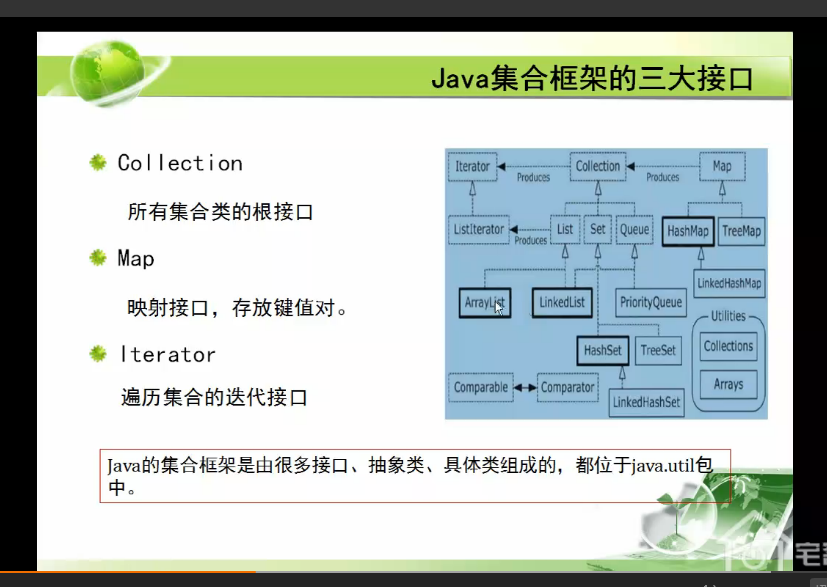 Java集合框架的三大接口
Collection
所有集合类的根接口
Map
映射接口，存放键值对。
Iterator
遍历集合的迭代接口
Iterator
Collection
Map
Produces
Produces
ListIterator
Produces
List
Set
Queue
HashMap
TreeMap
LinkedHashMap
ArrayList
LinkedList
PriorityQueue
Utilities
Collections
Arrays
HashSet
TreeSet
Comparable
Comparator
LinkedHashSet
Java的集合框架是由很多接口、抽象类、具体类组成的，都位于java.util包
中。